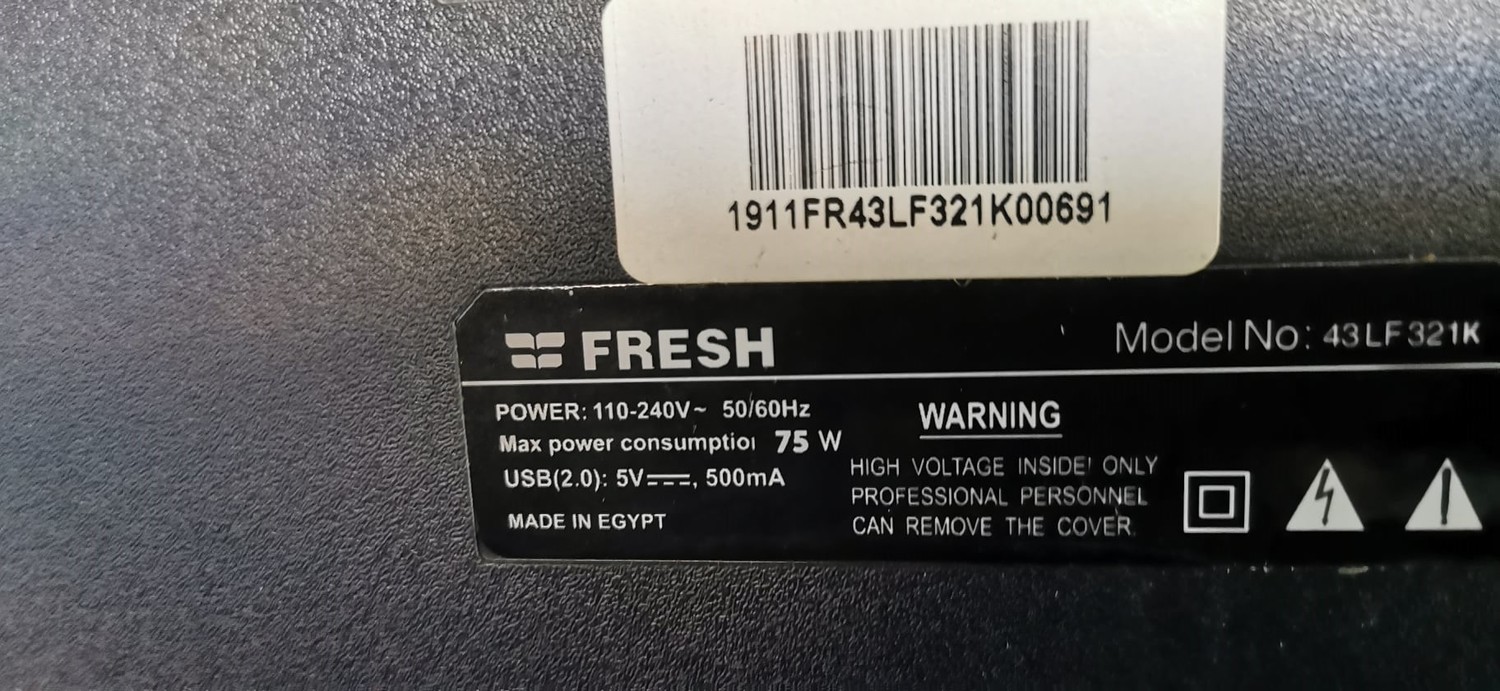 1911FR43LF321K00691
FRESH
Model No: 43LF321K
POWER: 110-240V~ 50/60Hz
Max power consumptio 75 W
USB(2.0): 5V⎓, 500mA
MADE IN EGYPT
WARNING
HIGH VOLTAGE INSIDE! ONLY
PROFESSIONAL PERSONNEL
CAN REMOVE THE COVER.